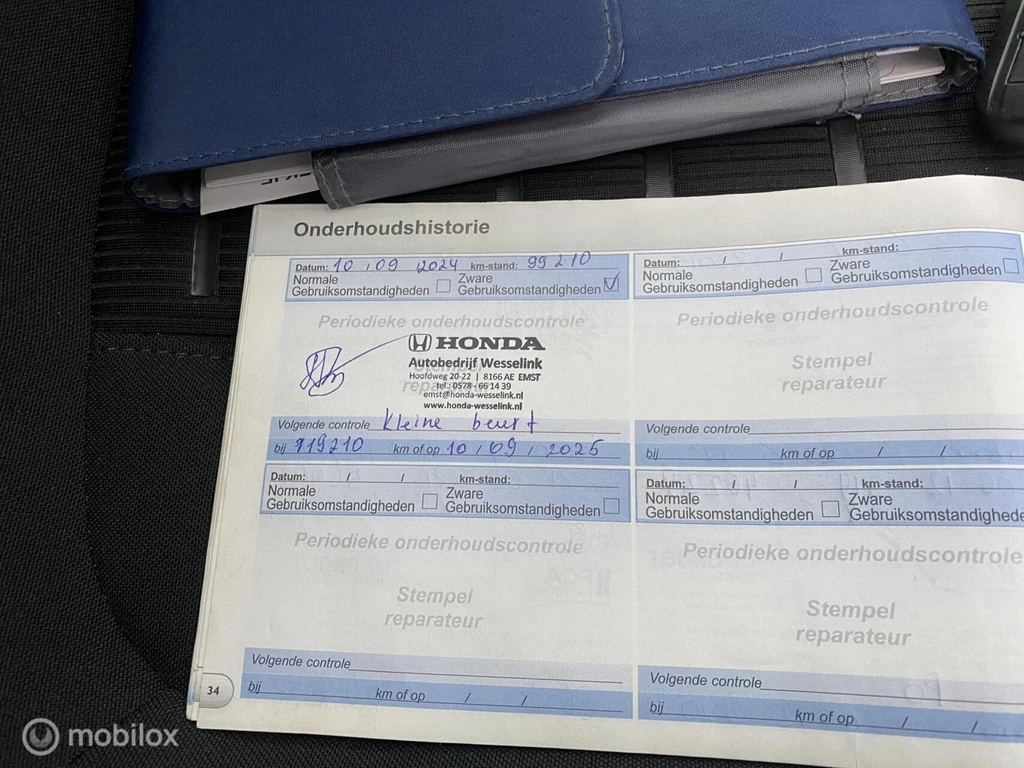 Onderhoudshistorie
Datum: 10 / 09 / 2024 km-stand: 99210
Normale Gebruiksomstandigheden
Zware Gebruiksomstandigheden
Periodieke onderhoudscontrole
HONDA
Autobedrijf Wesselink
Hoofdweg 20-22 | 8166 AE EMST
tel.: 0578 - 66 14 39
emst@honda-wesselink.nl
www.honda-wesselink.nl
Volgende controle kleine beurt
bij 119210 km of op 10 / 09 / 2025
Datum: / / km-stand:
Normale Gebruiksomstandigheden
Zware Gebruiksomstandigheden
Periodieke onderhoudscontrole
Stempel
reparateur
Volgende controle
bij km of op / /
Datum: / / km-stand:
Normale Gebruiksomstandigheden
Zware Gebruiksomstandigheden
Periodieke onderhoudscontrole
Stempel
reparateur
Volgende controle
bij km of op / /
Datum: / / km-stand:
Normale Gebruiksomstandigheden
Zware
Periodieke onderhoudscontrole
Stempel
reparateur
Volgende controle
bij km of op / /
34
mobilox